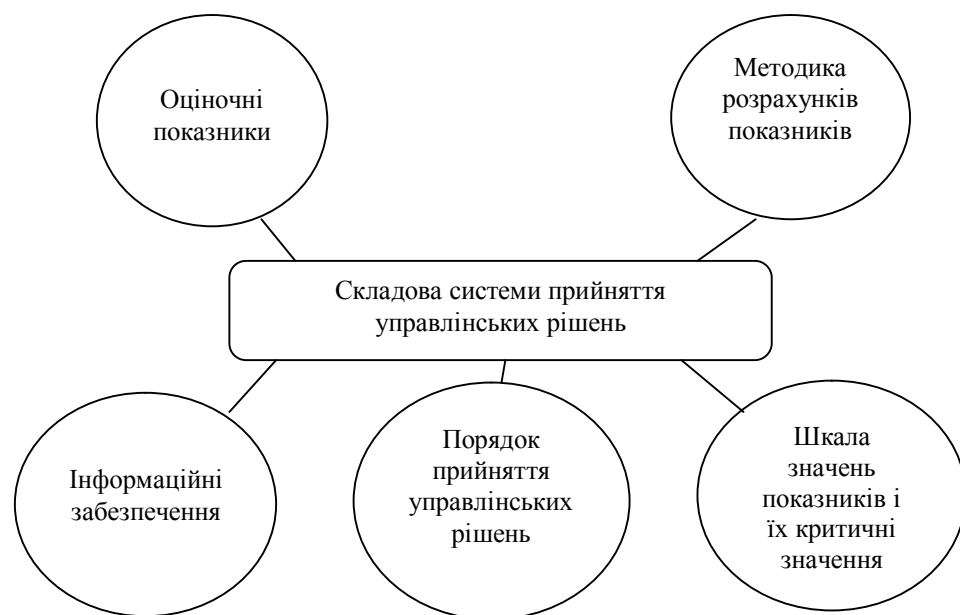 Оціночні
показники
Методика
розрахунків
показників
Складова системи прийняття
управлінських рішень
Інформаційні
забезпечення
Порядок
прийняття
управлінських
рішень
Шкала
значень
показників і
їх критичні
значення